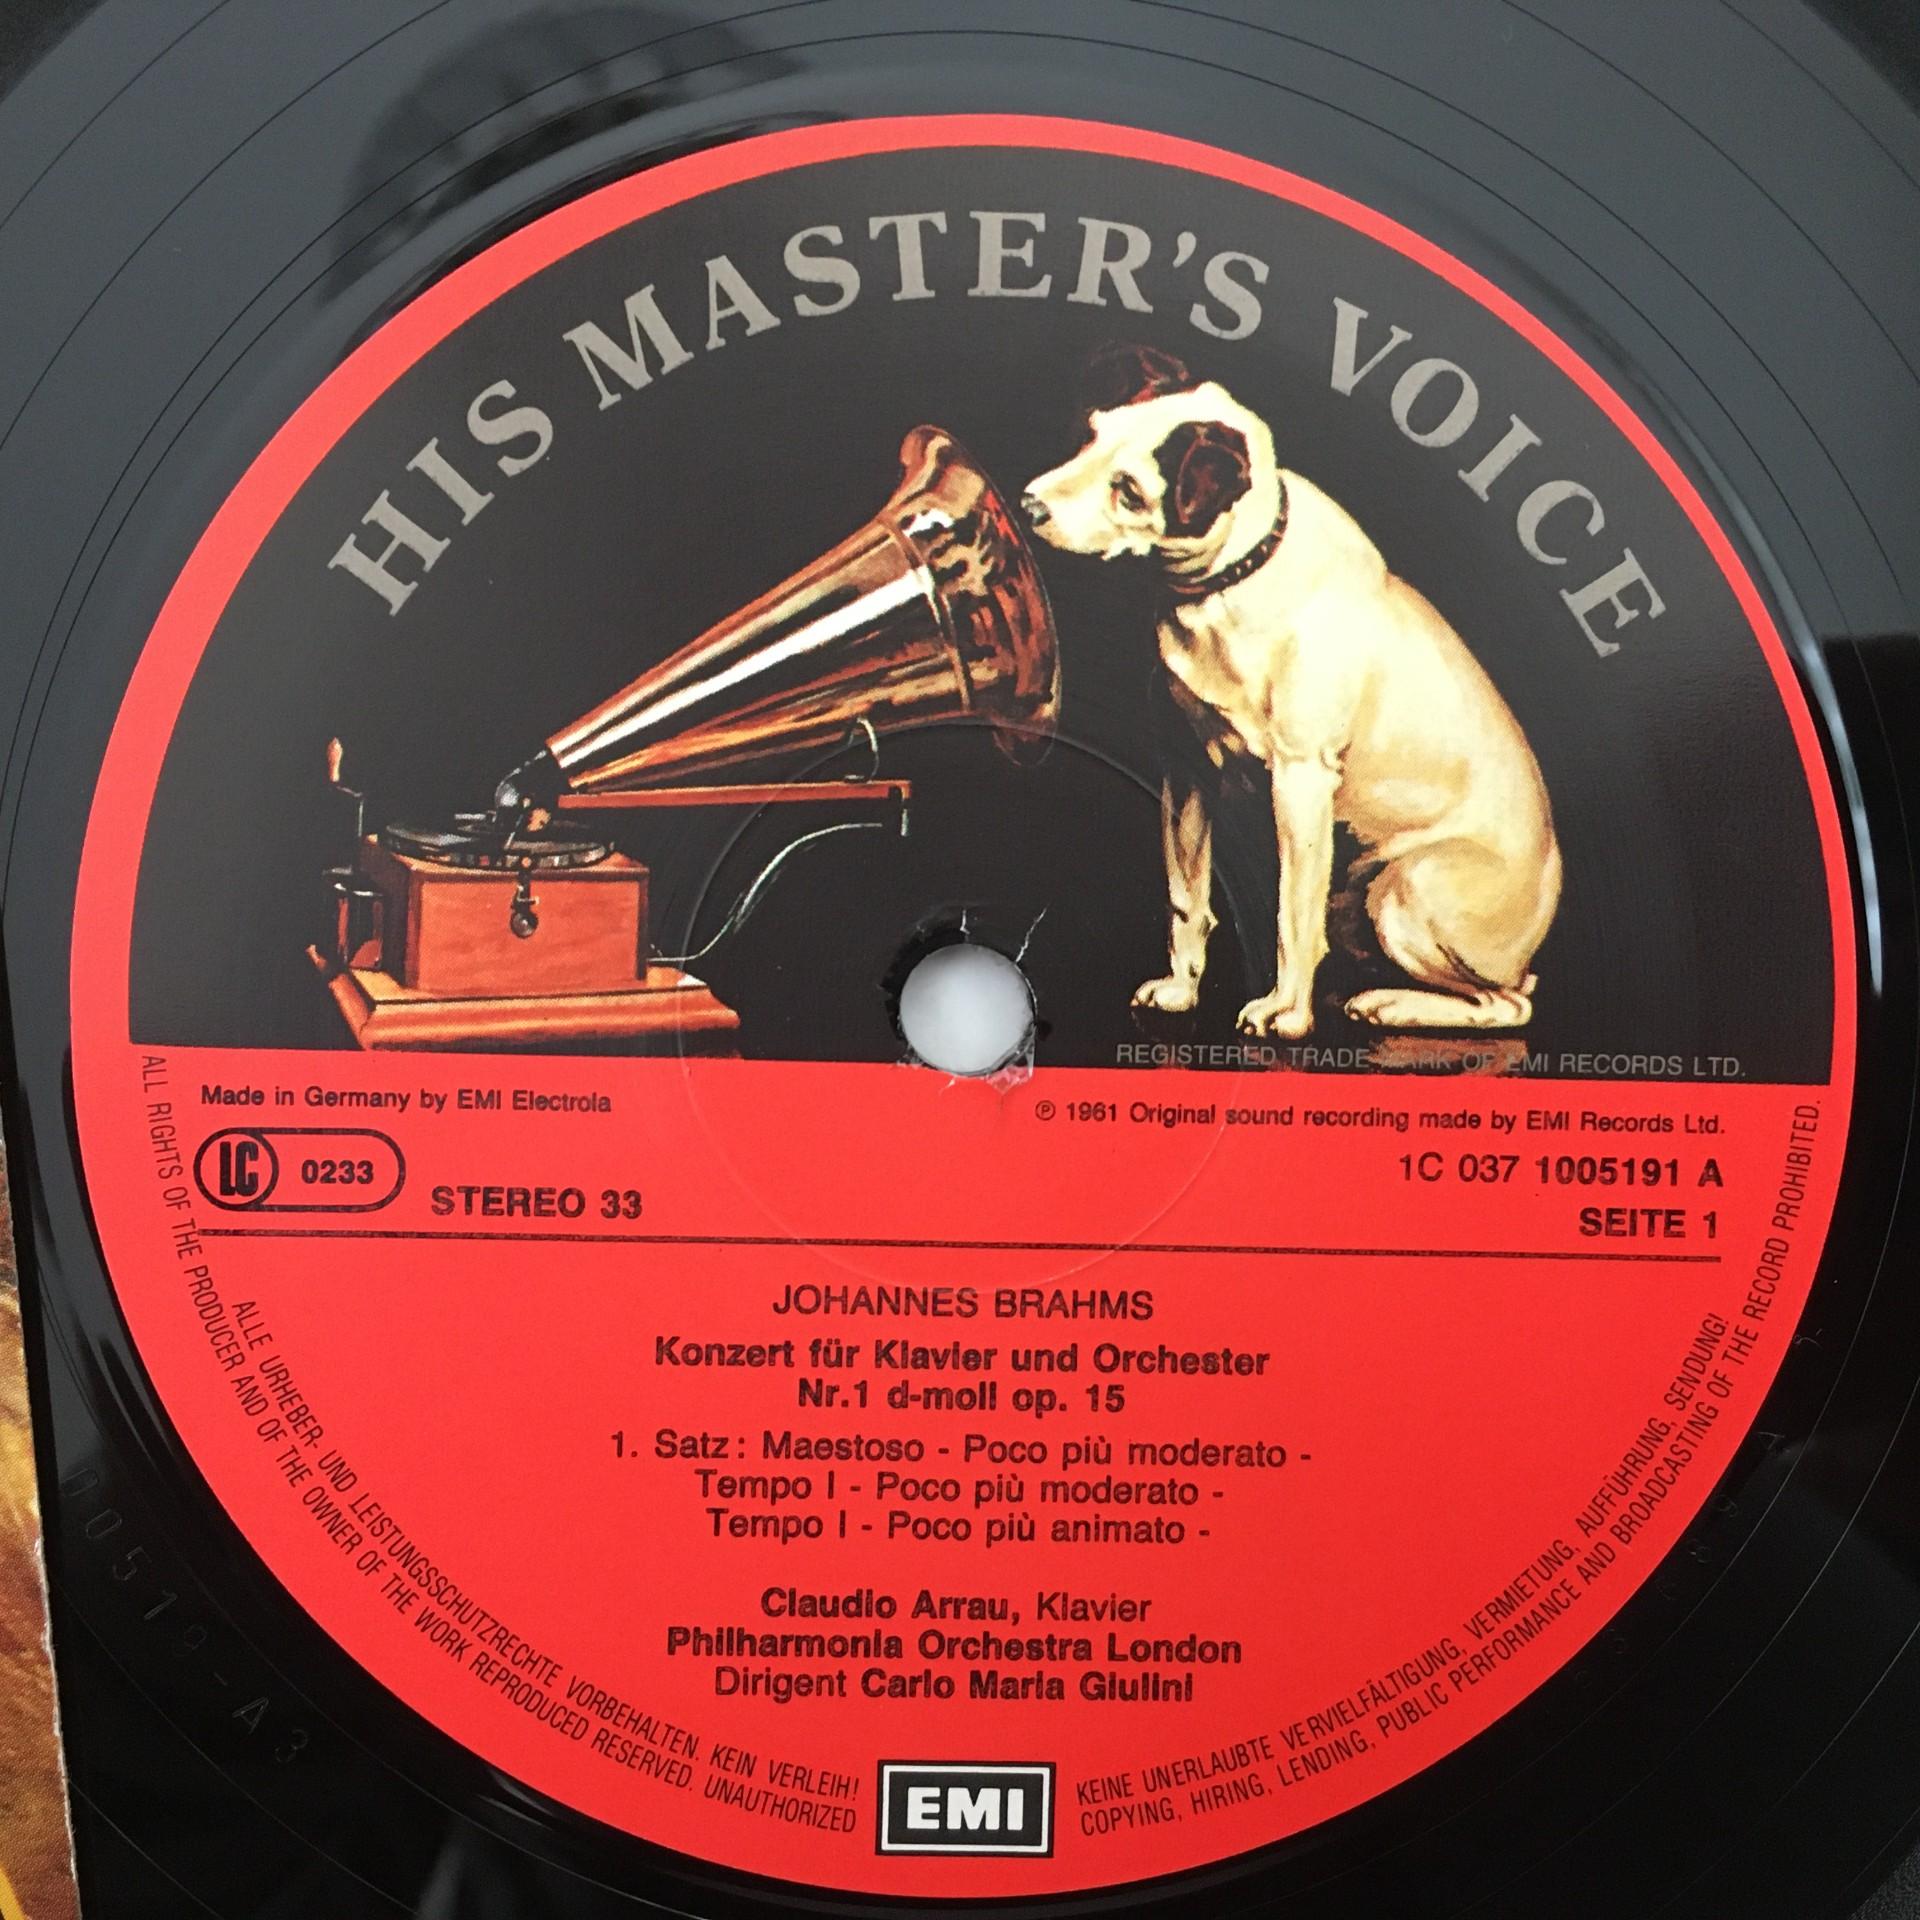 HIS MASTER'S VOICE
REGISTERED TRADE MARK OF EMI RECORDS LTD.
Made in Germany by EMI Electrola
℗ 1961 Original sound recording made by EMI Records Ltd.
LC 0233
STEREO 33
1C 037 1005191 A
SEITE 1
JOHANNES BRAHMS
Konzert für Klavier und Orchester
Nr.1 d-moll op. 15
1. Satz: Maestoso - Poco più moderato -
Tempo I - Poco più moderato -
Tempo I - Poco più animato -
Claudio Arrau, Klavier
Philharmonia Orchestra London
Dirigent Carlo Maria Giulini
EMI
ALLE URHEBER- UND LEISTUNGSSCHUTZRECHTE VORBEHALTEN. KEIN VERLEIH!
KEINE UNERLAUBTE VERVIELFÄLTIGUNG, VERMIETUNG, AUFFÜHRUNG, SENDUNG!
ALL RIGHTS OF THE PRODUCER AND OF THE OWNER OF THE WORK REPRODUCED RESERVED. UNAUTHORIZED
COPYING, HIRING, LENDING, PUBLIC PERFORMANCE AND BROADCASTING OF THE RECORD PROHIBITED.